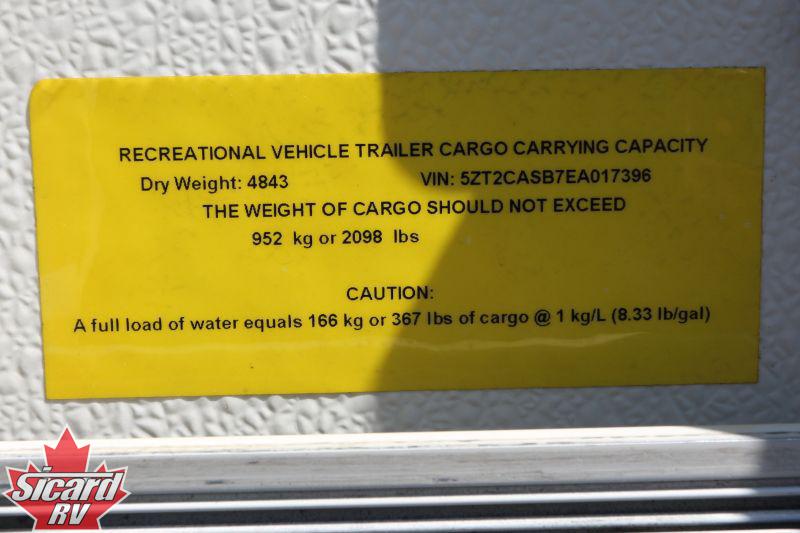 RECREATIONAL VEHICLE TRAILER CARGO CARRYING CAPACITY
Dry Weight: 4843 VIN: 5ZT2CASB7EA017396
THE WEIGHT OF CARGO SHOULD NOT EXCEED
952 kg or 2098 lbs
CAUTION:
A full load of water equals 166 kg or 367 lbs of cargo @ 1 kg/L (8.33 lb/gal)
Sicard
RV